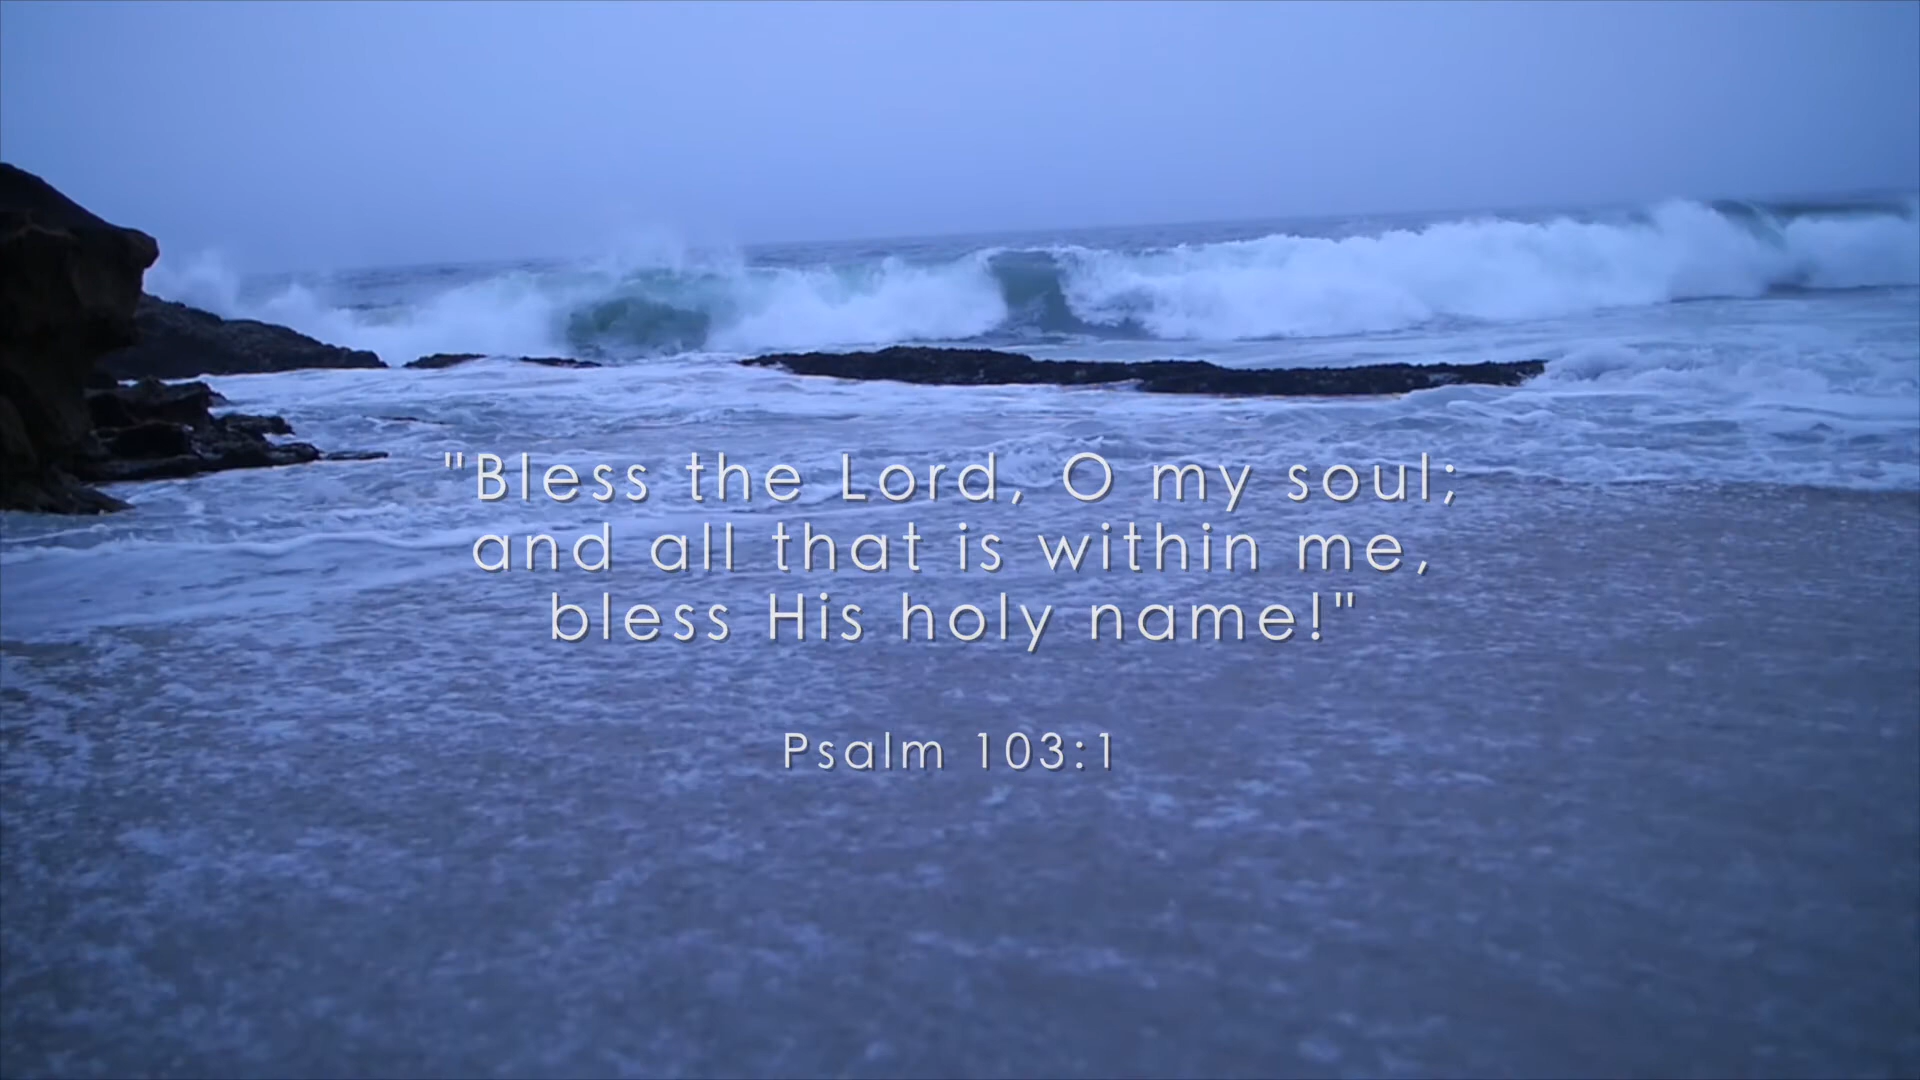 "Bless the Lord, O my soul;
and all that is within me,
bless His holy name!"
Psalm 103:1